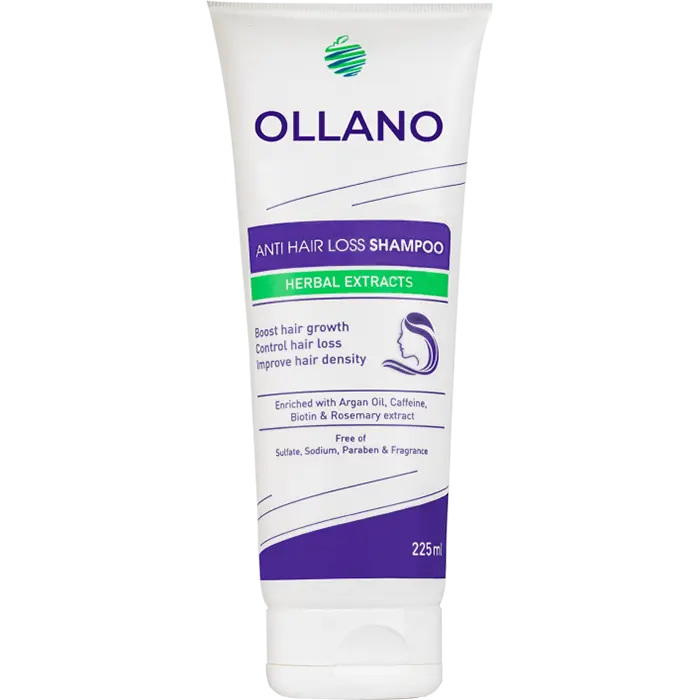 OLLANO
ANTI HAIR LOSS SHAMPOO
HERBAL EXTRACTS
Boost hair growth
Control hair loss
Improve hair density
Enriched with Argan Oil, Caffeine,
Biotin & Rosemary extract
Free of
Sulfate, Sodium, Paraben & Fragrance
225ml